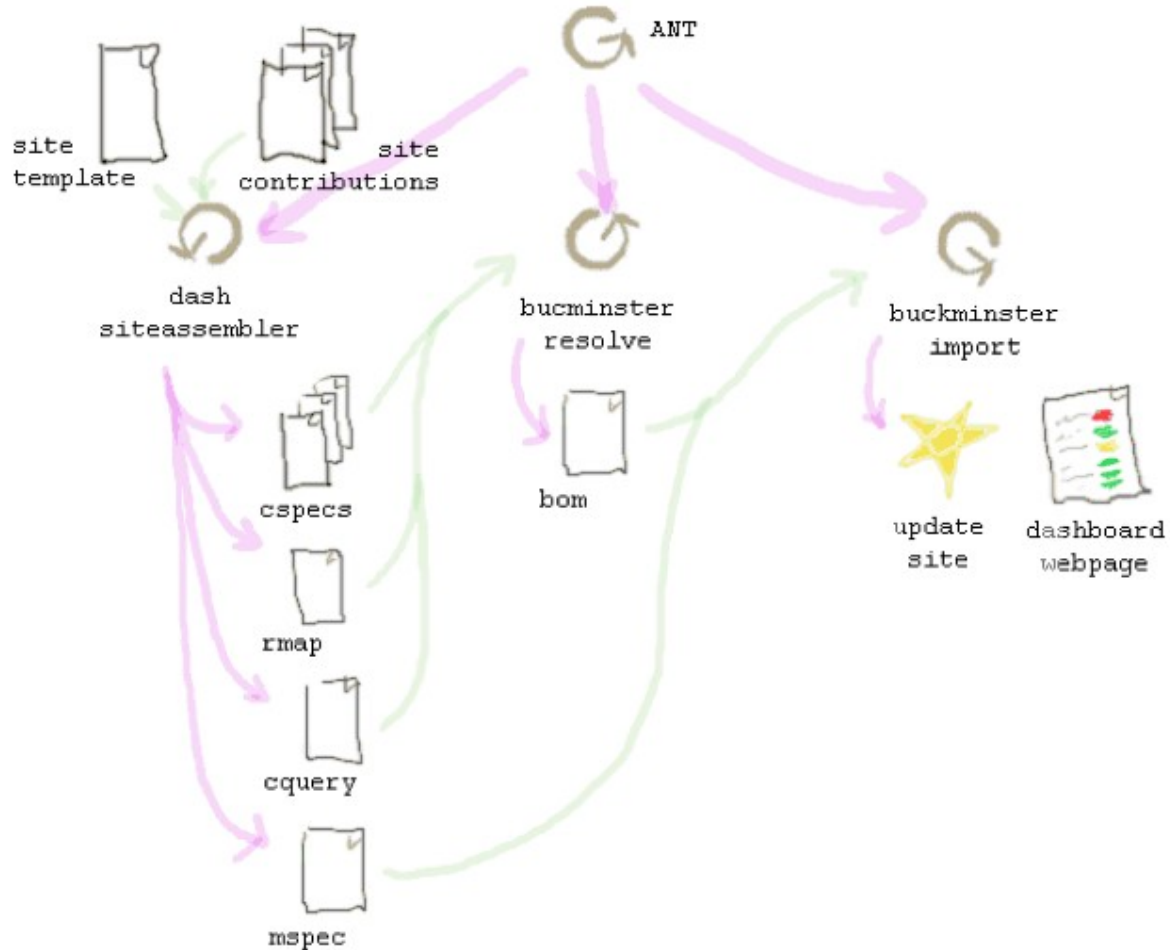 ANT
site
template
site
contributions
dash
siteassembler
bucminster
resolve
buckminster
import
cspecs
bom
update
site
dashboard
webpage
rmap
cquery
mspec